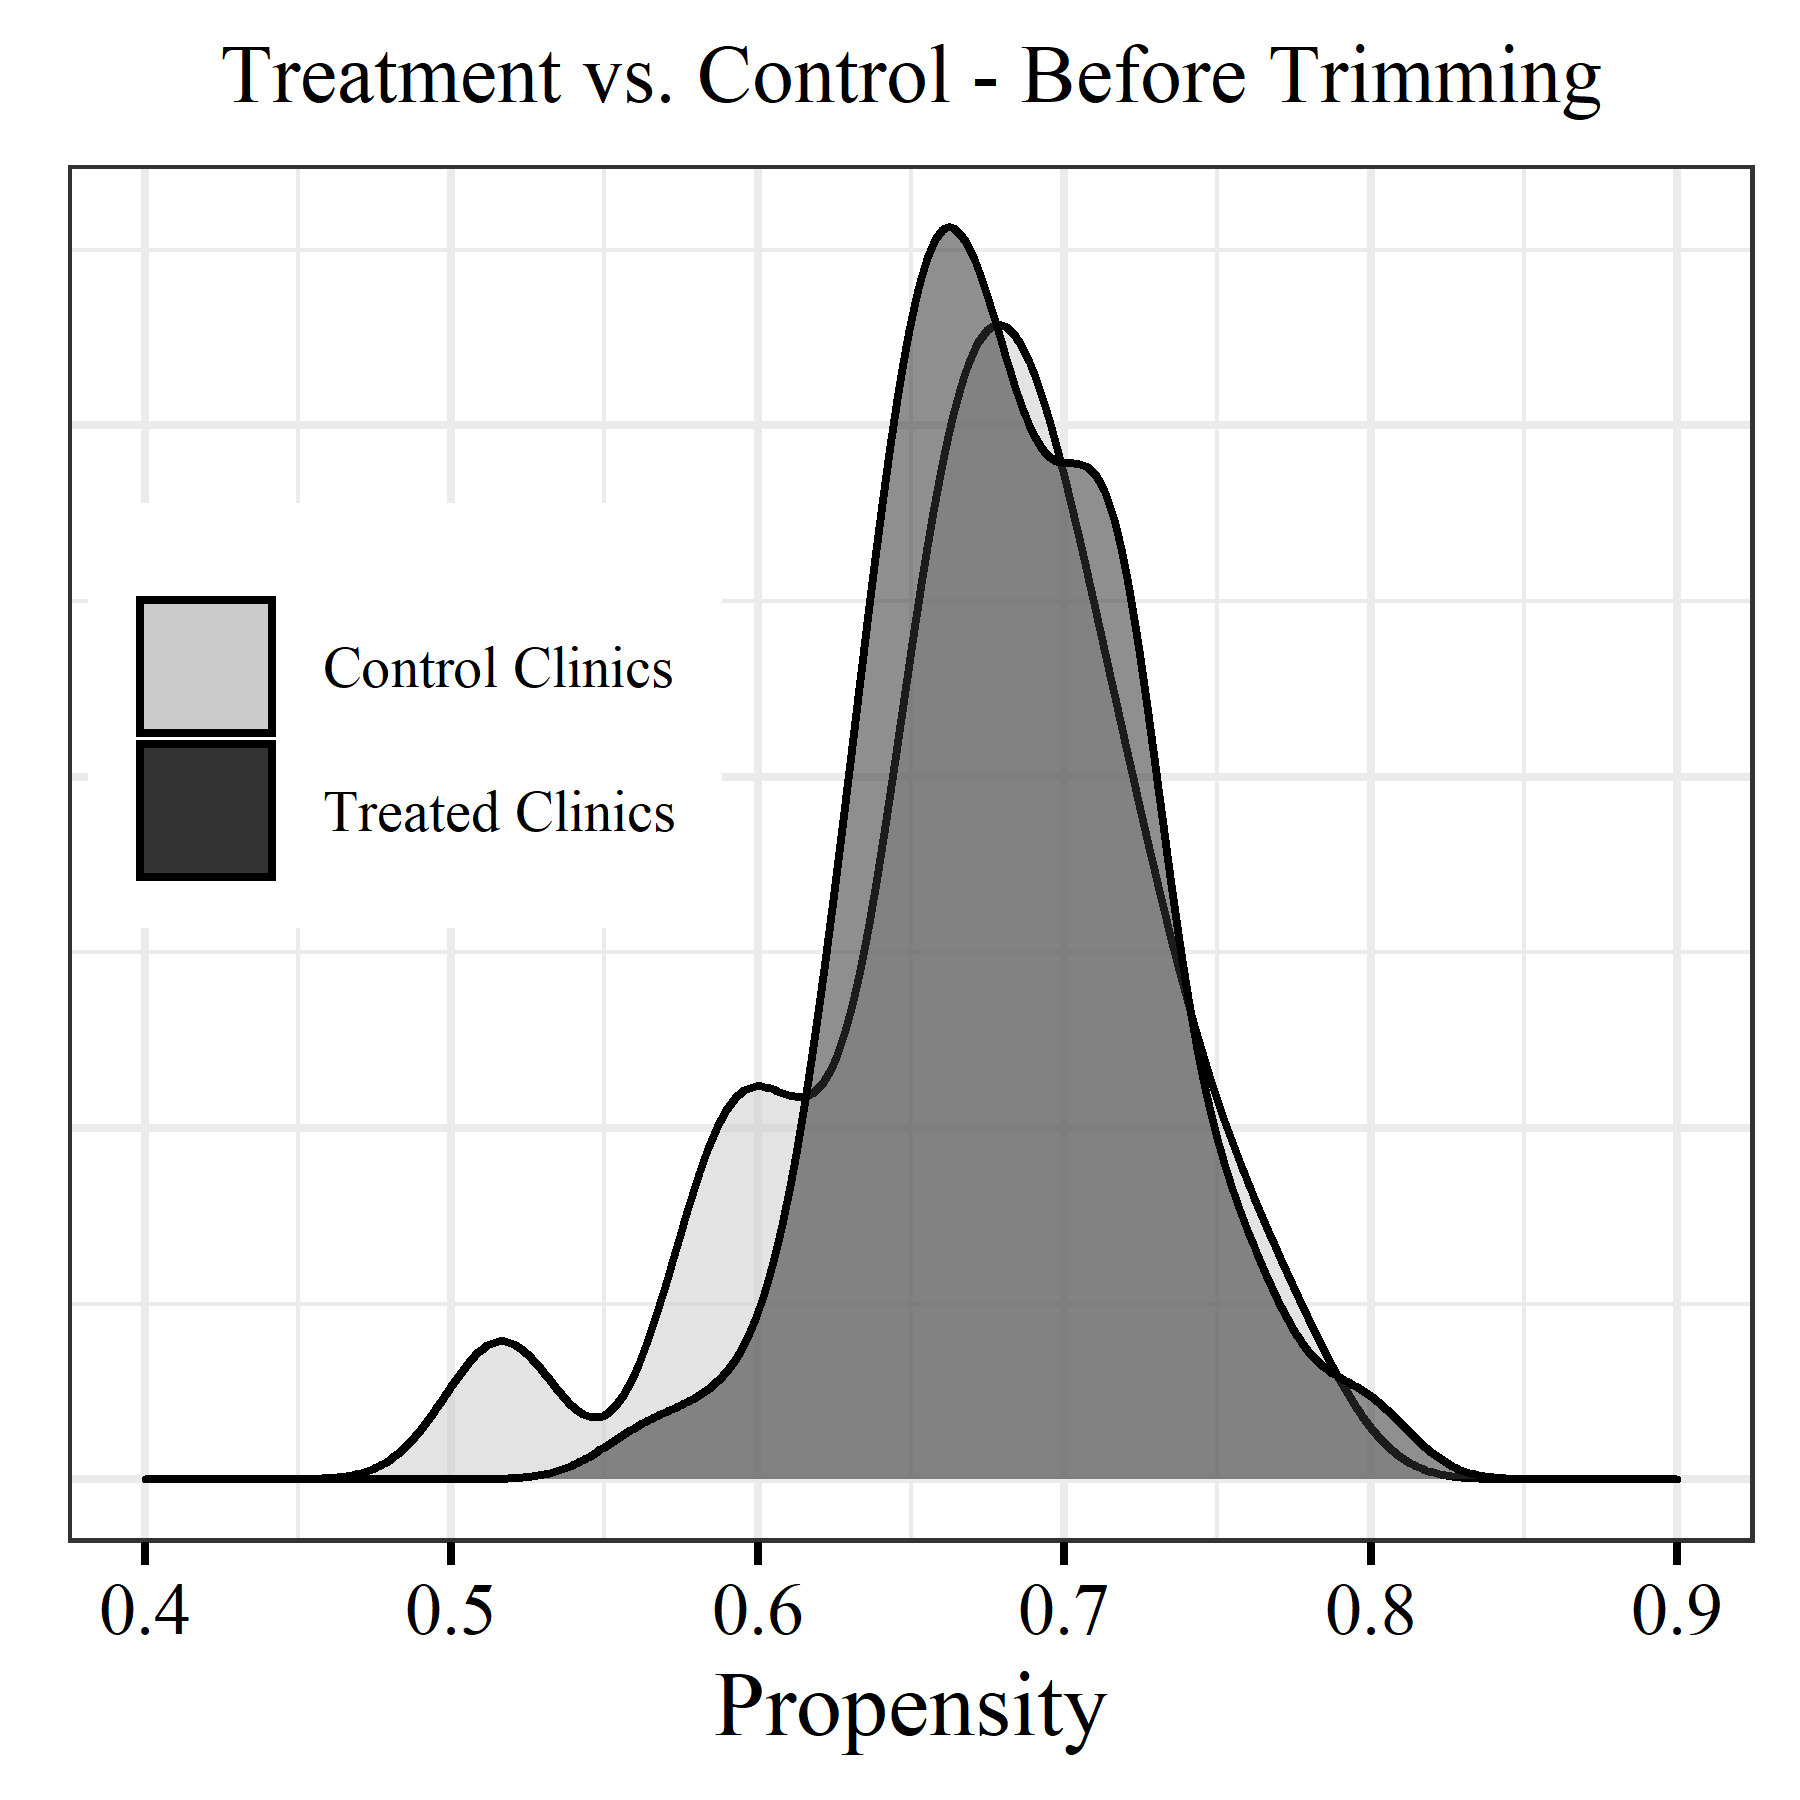 Treatment vs. Control - Before Trimming
Control Clinics
Treated Clinics
0.4 0.5 0.6 0.7 0.8 0.9
Propensity